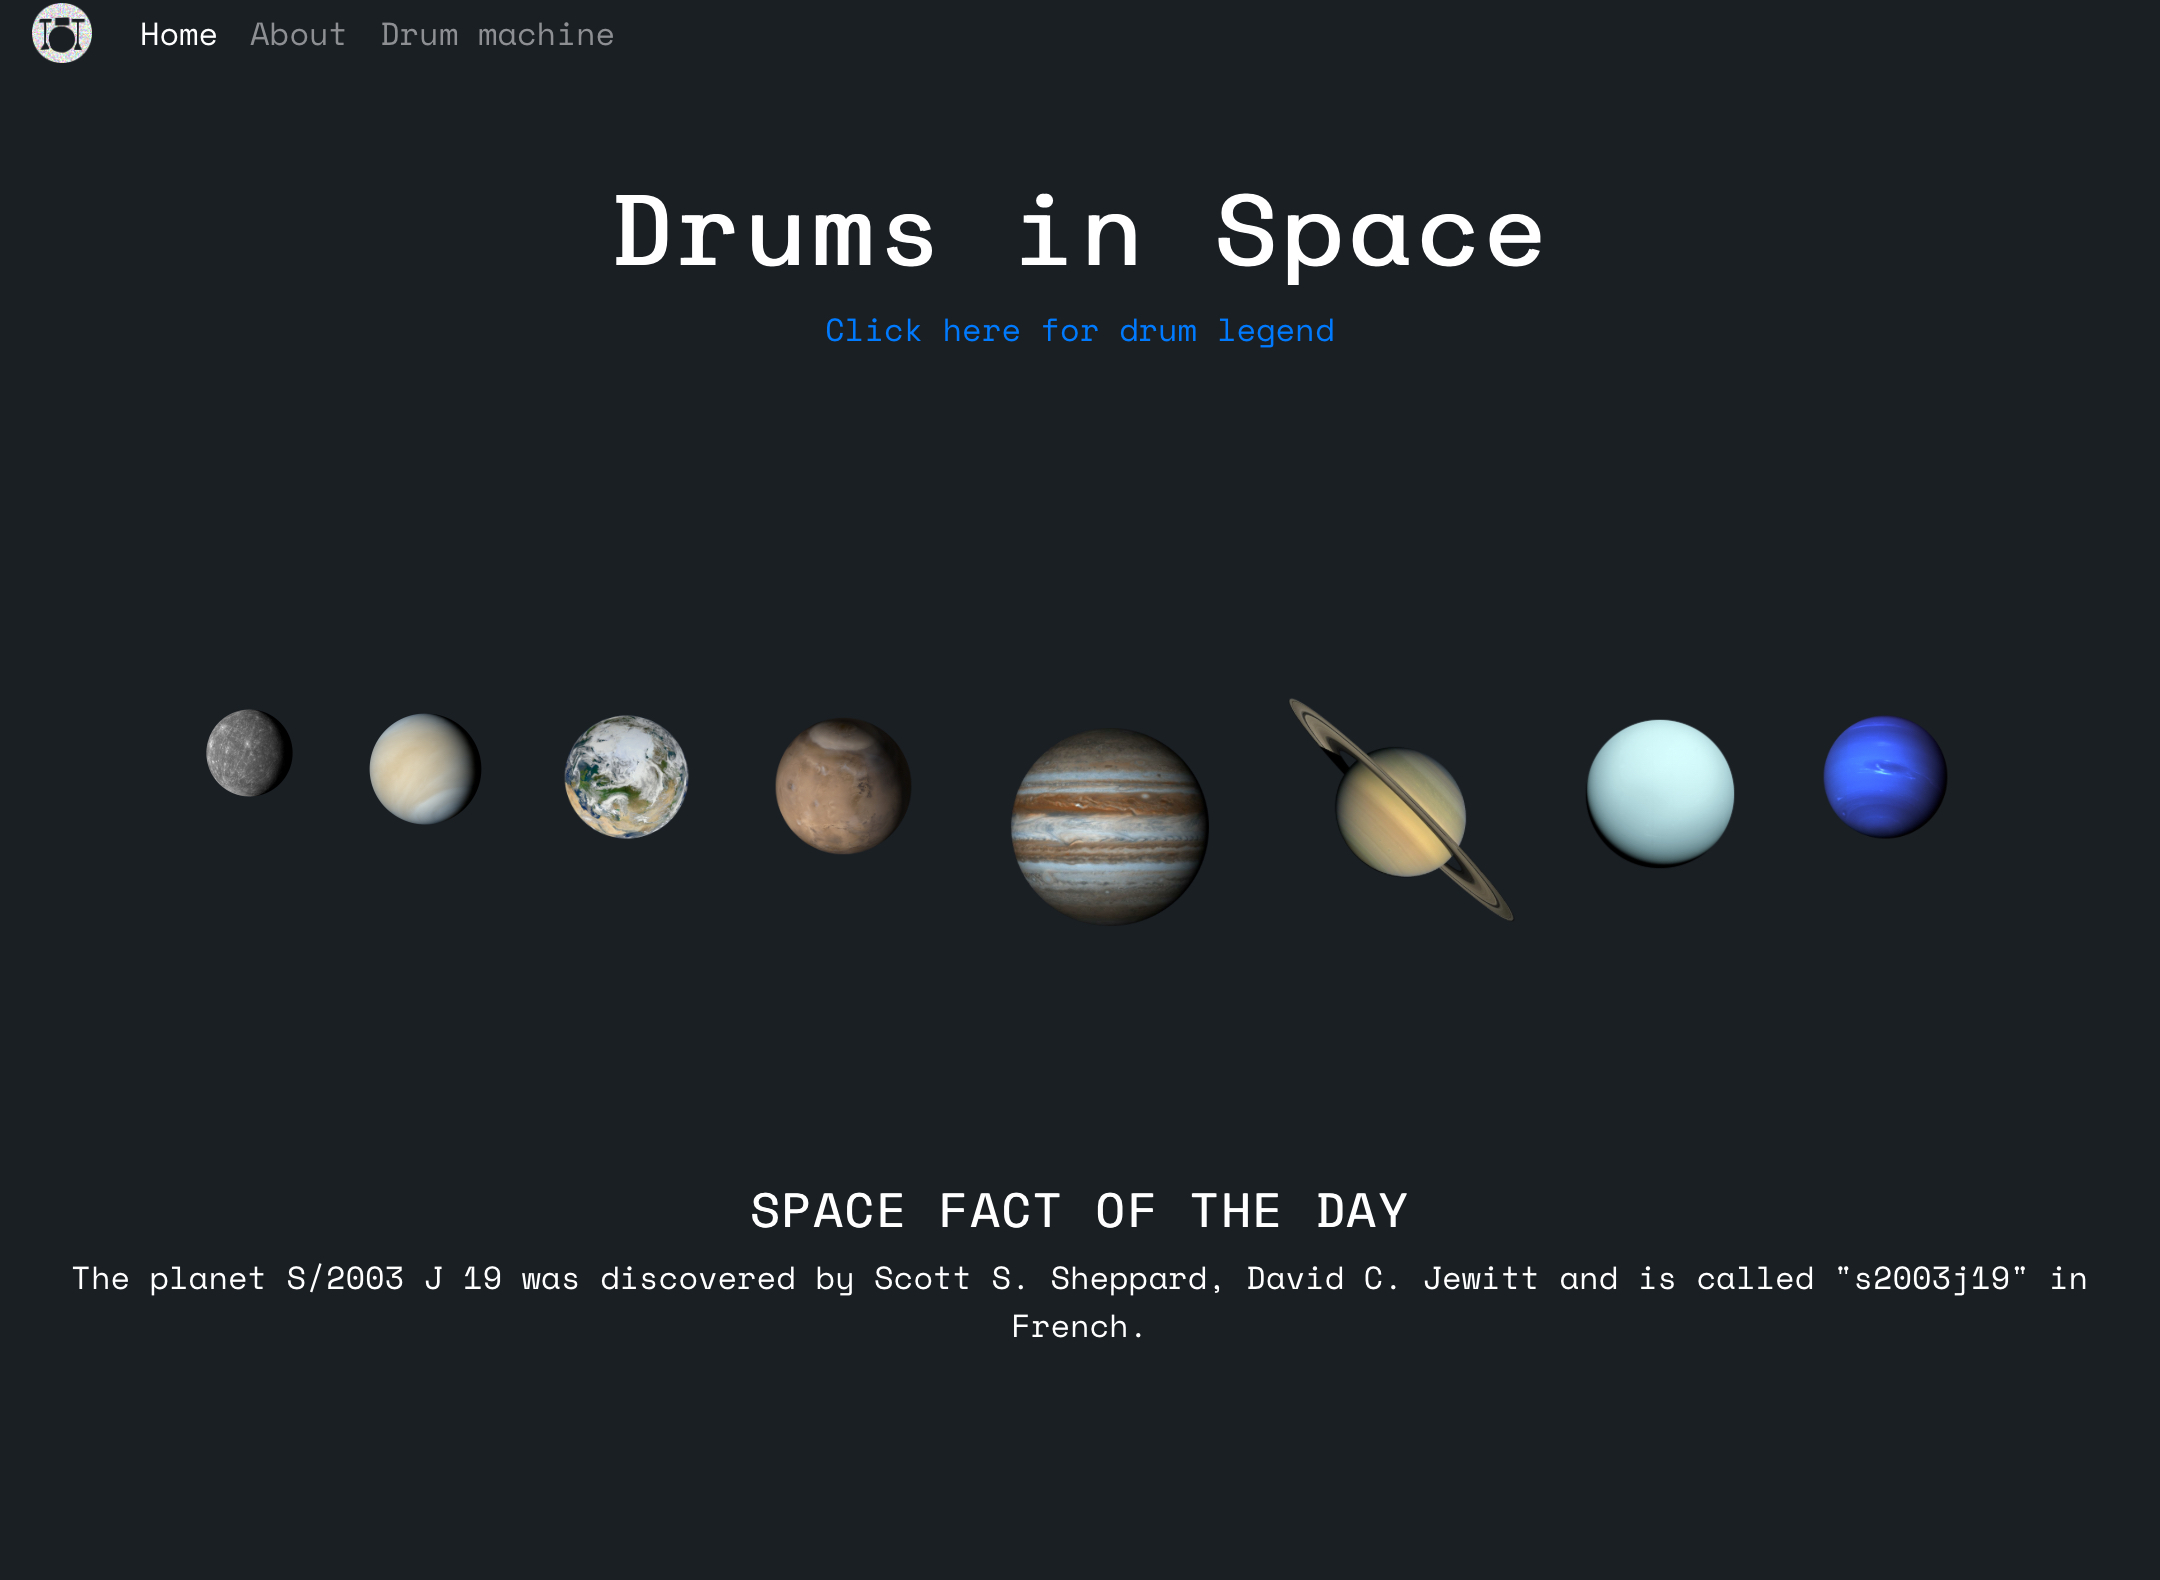 Home About Drum machine
Drums in Space
Click here for drum legend
SPACE FACT OF THE DAY
The planet S/2003 J 19 was discovered by Scott S. Sheppard, David C. Jewitt and is called "s2003j19" in
French.